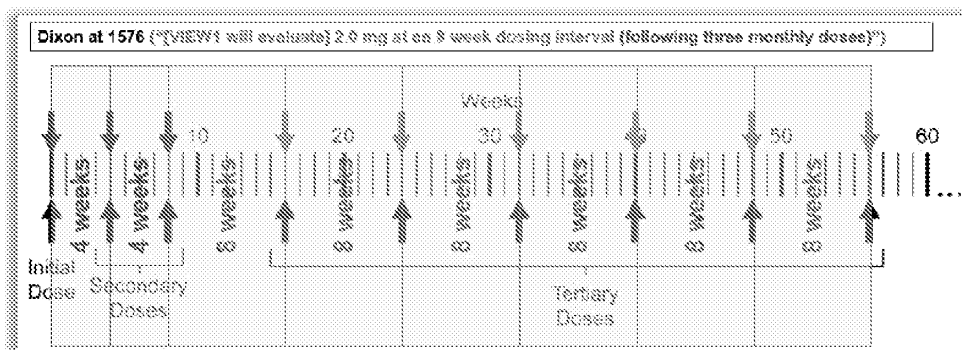 Dixon at 1576 ("[VIEW1 will evaluate] 2.0 mg at an 8 week dosing interval (following three monthly doses)")
Weeks
10 20 30 50 60
4 weeks 4 weeks 8 weeks 8 weeks 8 weeks 8 weeks 8 weeks 8 weeks
...
Initial
Dose
Secondary
Doses
Tertiary
Doses